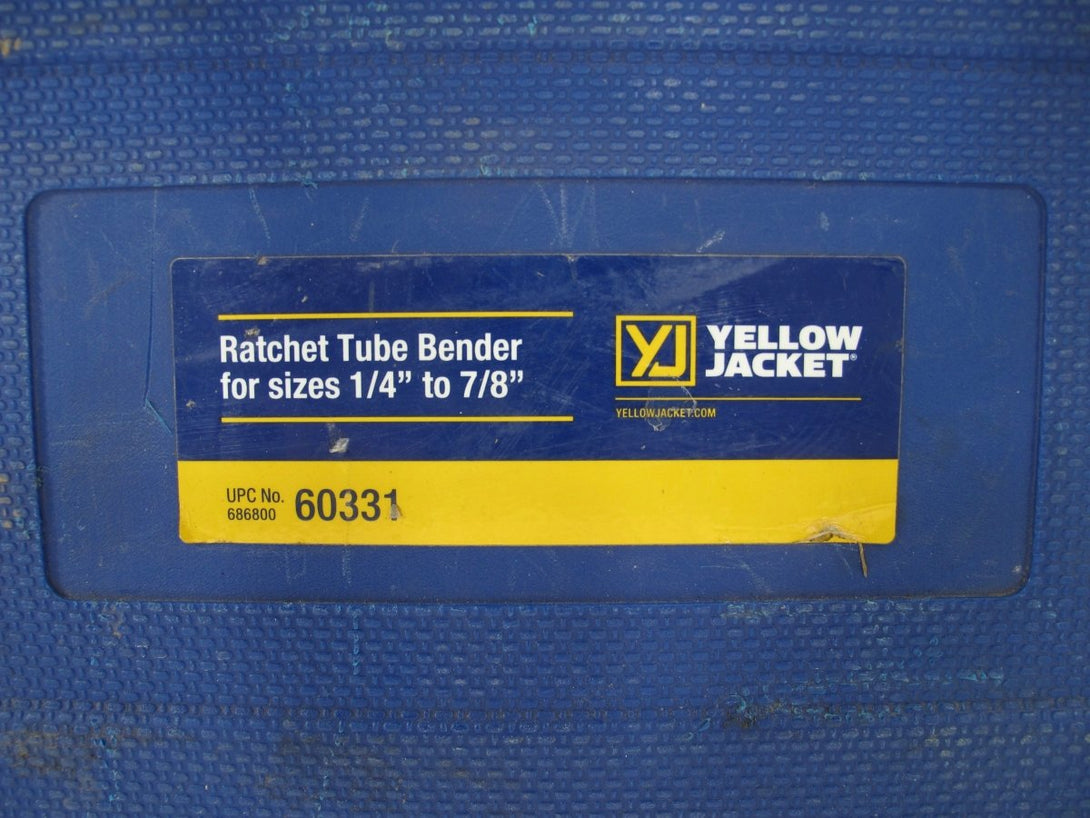 Ratchet Tube Bender
for sizes 1/4” to 7/8”
YJ
YELLOW
JACKET®
YELLOWJACKET.COM
UPC No.
686800
60331